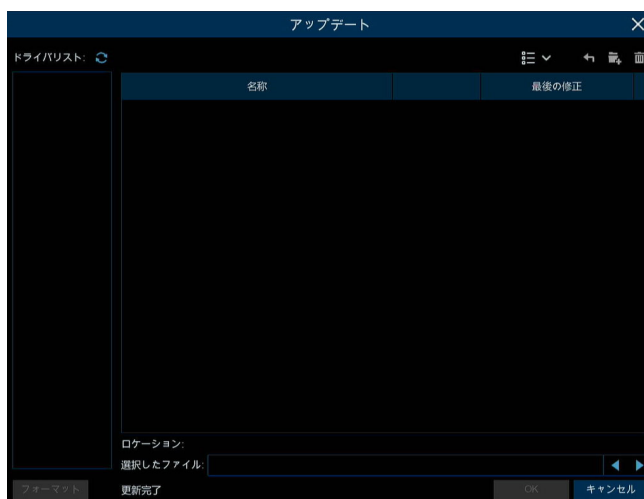 アップデート
ドライバリスト:
名称 最後の修正
ロケーション:
選択したファイル:
フォーマット 更新完了 OK キャンセル